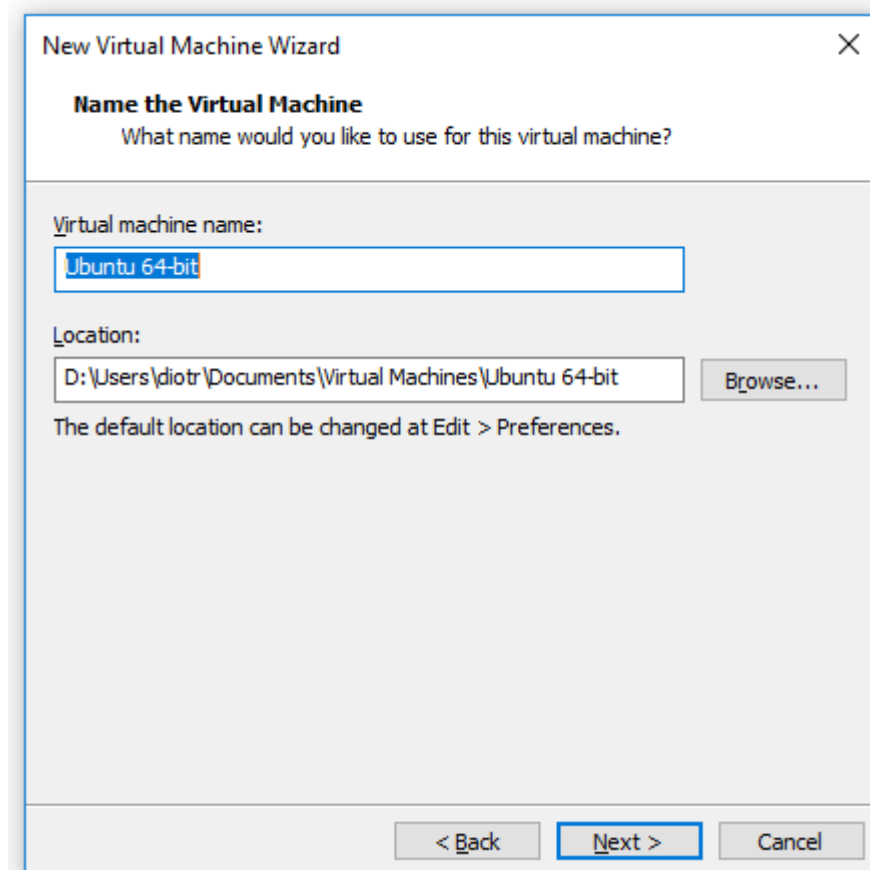 New Virtual Machine Wizard
Name the Virtual Machine
What name would you like to use for this virtual machine?
Virtual machine name:
Ubuntu 64-bit
Location:
D:\Users\diotr\Documents\Virtual Machines\Ubuntu 64-bit
Browse...
The default location can be changed at Edit > Preferences.
< Back
Next >
Cancel